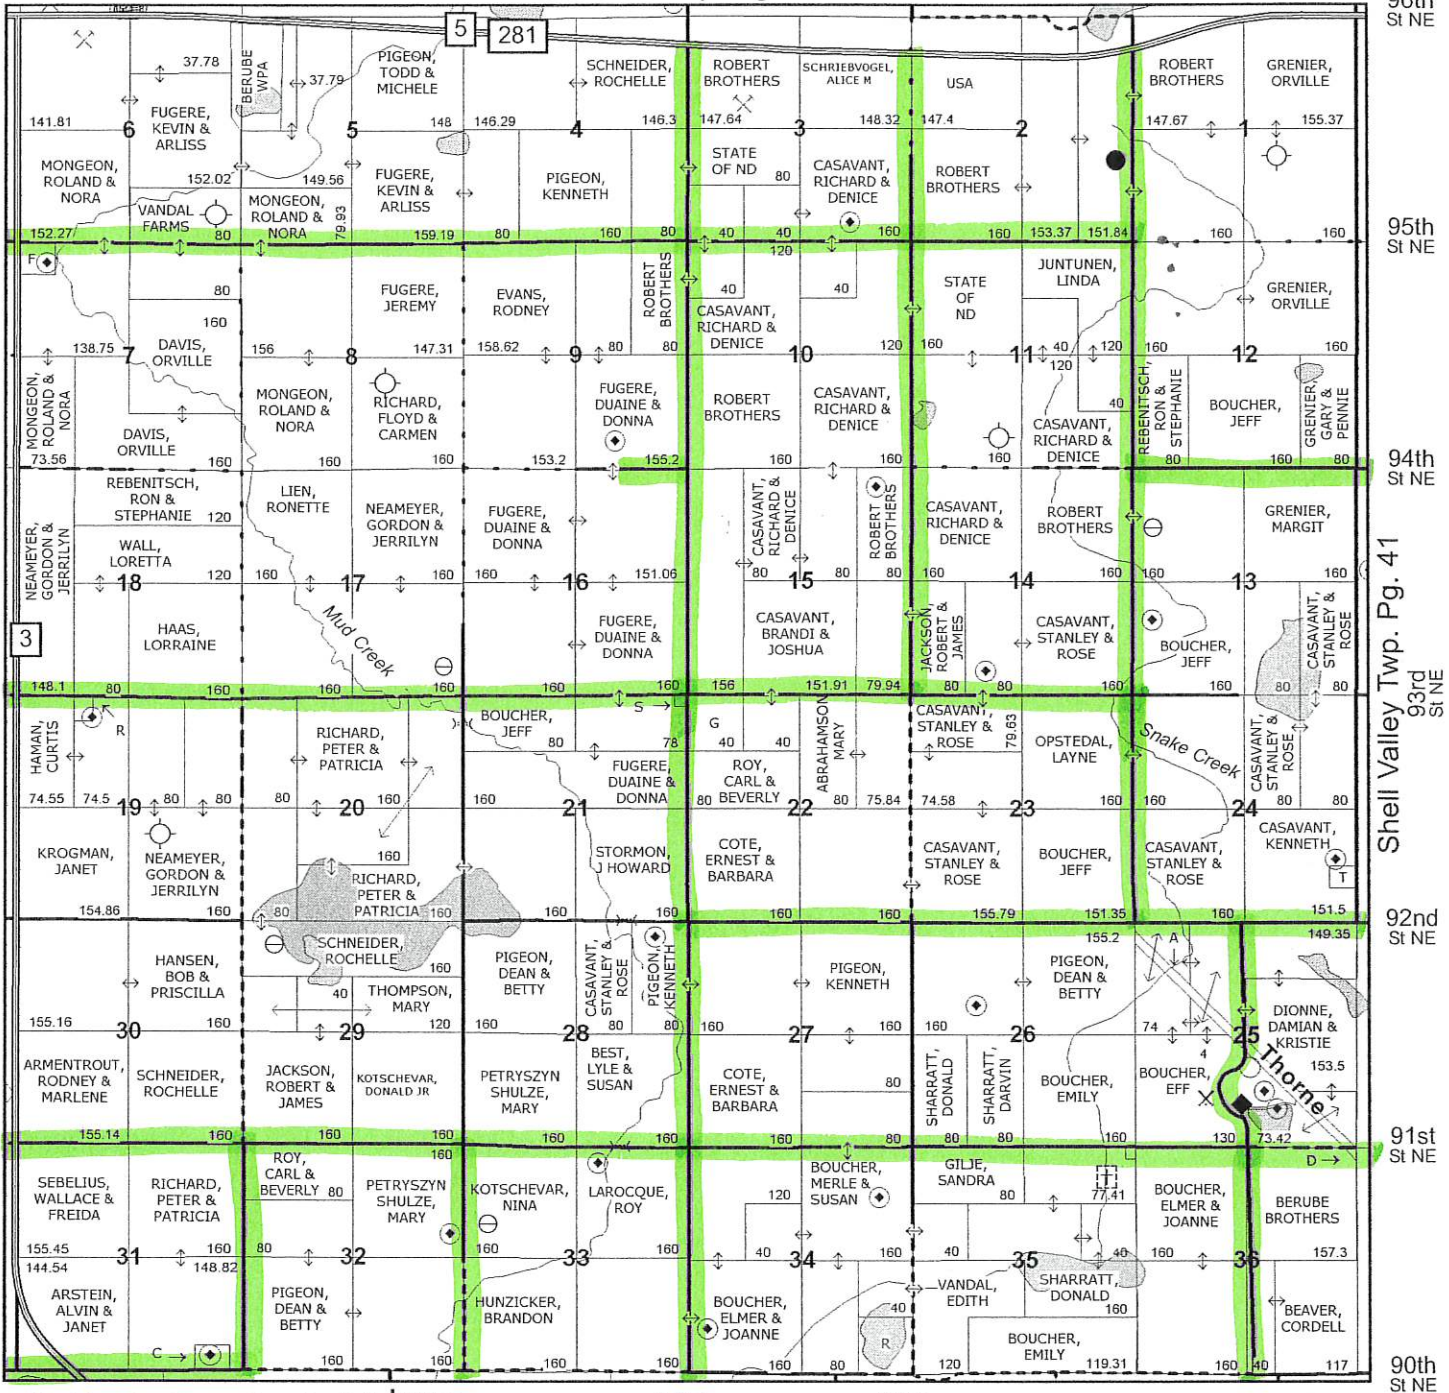 96th
St NE
5
281
37.78
BERUBE
WPA
37.79
PIGEON,
TODD &
MICHELE
SCHNEIDER,
ROCHELLE
ROBERT
BROTHERS
SCHRIEBVOGEL,
ALICE M
USA
ROBERT
BROTHERS
GRENIER,
ORVILLE
141.81
6
FUGERE,
KEVIN &
ARLISS
5
148
146.29
4
146.3
147.64
3
148.32
147.4
2
147.67
1
155.37
MONGEON,
ROLAND &
NORA
152.02
149.56
VANDAL
FARMS
MONGEON,
ROLAND &
NORA
79.93
FUGERE,
KEVIN &
ARLISS
PIGEON,
KENNETH
STATE
OF ND
80
CASAVANT,
RICHARD &
DENICE
ROBERT
BROTHERS
152.27
80
159.19
80
160
80
40
40
160
160
153.37
151.84
160
160
95th
St NE
F
120
80
FUGERE,
JEREMY
EVANS,
RODNEY
ROBERT
BROTHERS
40
40
CASAVANT,
RICHARD &
DENICE
STATE
OF
ND
JUNTUNEN,
LINDA
GRENIER,
ORVILLE
160
DAVIS,
ORVILLE
138.75
7
156
8
147.31
158.62
9
80
80
10
120
160
11
40
120
120
160
12
160
MONGEON,
ROLAND &
NORA
73.56
DAVIS,
ORVILLE
160
MONGEON,
ROLAND &
NORA
160
RICHARD,
FLOYD &
CARMEN
160
153.2
FUGERE,
DUAINE &
DONNA
155.2
ROBERT
BROTHERS
160
CASAVANT,
RICHARD &
DENICE
160
160
40
CASAVANT,
RICHARD &
DENICE
REBENITSCH,
RON &
STEPHANIE
BOUCHER,
JEFF
GRENIER,
GARY &
PENNIE
80
160
80
94th
St NE
REBENITSCH,
RON &
STEPHANIE
120
NEAMEYER,
GORDON &
JERRILYN
WALL,
LORETTA
18
120
LIEN,
RONETTE
160
17
NEAMEYER,
GORDON &
JERRILYN
160
160
FUGERE,
DUAINE &
DONNA
16
151.06
CASAVANT,
RICHARD &
DENICE
80
15
80
80
ROBERT
BROTHERS
CASAVANT,
RICHARD &
DENICE
160
14
ROBERT
BROTHERS
160
160
GRENIER,
MARGIT
13
160
3
HAAS,
LORRAINE
Mud Creek
FUGERE,
DUAINE &
DONNA
CASAVANT,
BRANDI &
JOSHUA
JACKSON,
ROBERT &
JAMES
CASAVANT,
STANLEY &
ROSE
BOUCHER,
JEFF
CASAVANT,
STANLEY &
ROSE
Shell Valley Twp. Pg. 41
148.1
80
160
160
160
160
160
156
151.91
79.94
80
80
160
160
80
80
93rd
St NE
S
G
R
HAMAN,
CURTIS
RICHARD,
PETER &
PATRICIA
BOUCHER,
JEFF
80
78
40
40
ABRAHAMSON,
MARY
CASAVANT,
STANLEY &
ROSE
79.63
OPSTEDAL,
LAYNE
Snake Creek
CASAVANT,
STANLEY &
ROSE
FUGERE,
DUAINE &
DONNA
ROY,
CARL &
BEVERLY
74.55
74.5
19
80
80
80
20
160
160
21
80
22
80
75.84
74.58
23
160
160
24
80
80
KROGMAN,
JANET
NEAMEYER,
GORDON &
JERRILYN
160
RICHARD,
PETER &
PATRICIA
STORMON,
J HOWARD
COTE,
ERNEST &
BARBARA
CASAVANT,
STANLEY &
ROSE
BOUCHER,
JEFF
CASAVANT,
STANLEY &
ROSE
CASAVANT,
KENNETH
T
154.86
160
80
160
160
160
160
160
155.79
151.35
160
151.5
92nd
St NE
HANSEN,
BOB &
PRISCILLA
SCHNEIDER,
ROCHELLE
160
40
THOMPSON,
MARY
PIGEON,
DEAN &
BETTY
CASAVANT,
STANLEY &
ROSE
PIGEON,
KENNETH
PIGEON,
KENNETH
155.2
PIGEON,
DEAN &
BETTY
A
149.35
DIONNE,
DAMIAN &
KRISTIE
155.16
30
160
29
120
160
28
80
80
160
27
160
160
26
74
4
25
153.5
ARMENTROUT,
RODNEY &
MARLENE
SCHNEIDER,
ROCHELLE
JACKSON,
ROBERT &
JAMES
KOTSCHEVAR,
DONALD JR
PETRYSZYN
SHULZE,
MARY
BEST,
LYLE &
SUSAN
COTE,
ERNEST &
BARBARA
80
SHARRATT,
DONALD
SHARRATT,
DARVIN
BOUCHER,
EMILY
BOUCHER,
EFF
Thorne
155.14
160
160
160
160
160
160
160
80
80
80
160
130
73.42
91st
St NE
D
SEBELIUS,
WALLACE &
FREIDA
RICHARD,
PETER &
PATRICIA
ROY,
CARL &
BEVERLY
80
160
PETRYSZYN
SHULZE,
MARY
KOTSCHEVAR,
NINA
LAROCQUE,
ROY
120
BOUCHER,
MERLE &
SUSAN
GILJE,
SANDRA
80
T
77.41
BOUCHER,
ELMER &
JOANNE
BERUBE
BROTHERS
155.45
144.54
31
160
148.82
80
32
160
33
160
40
34
160
40
35
40
160
36
157.3
ARSTEIN,
ALVIN &
JANET
C
PIGEON,
DEAN &
BETTY
HUNZICKER,
BRANDON
BOUCHER,
ELMER &
JOANNE
40
R
VANDAL,
EDITH
SHARRATT,
DONALD
160
BOUCHER,
EMILY
BEAVER,
CORDELL
160
160
160
160
80
120
119.31
160
40
117
90th
St NE